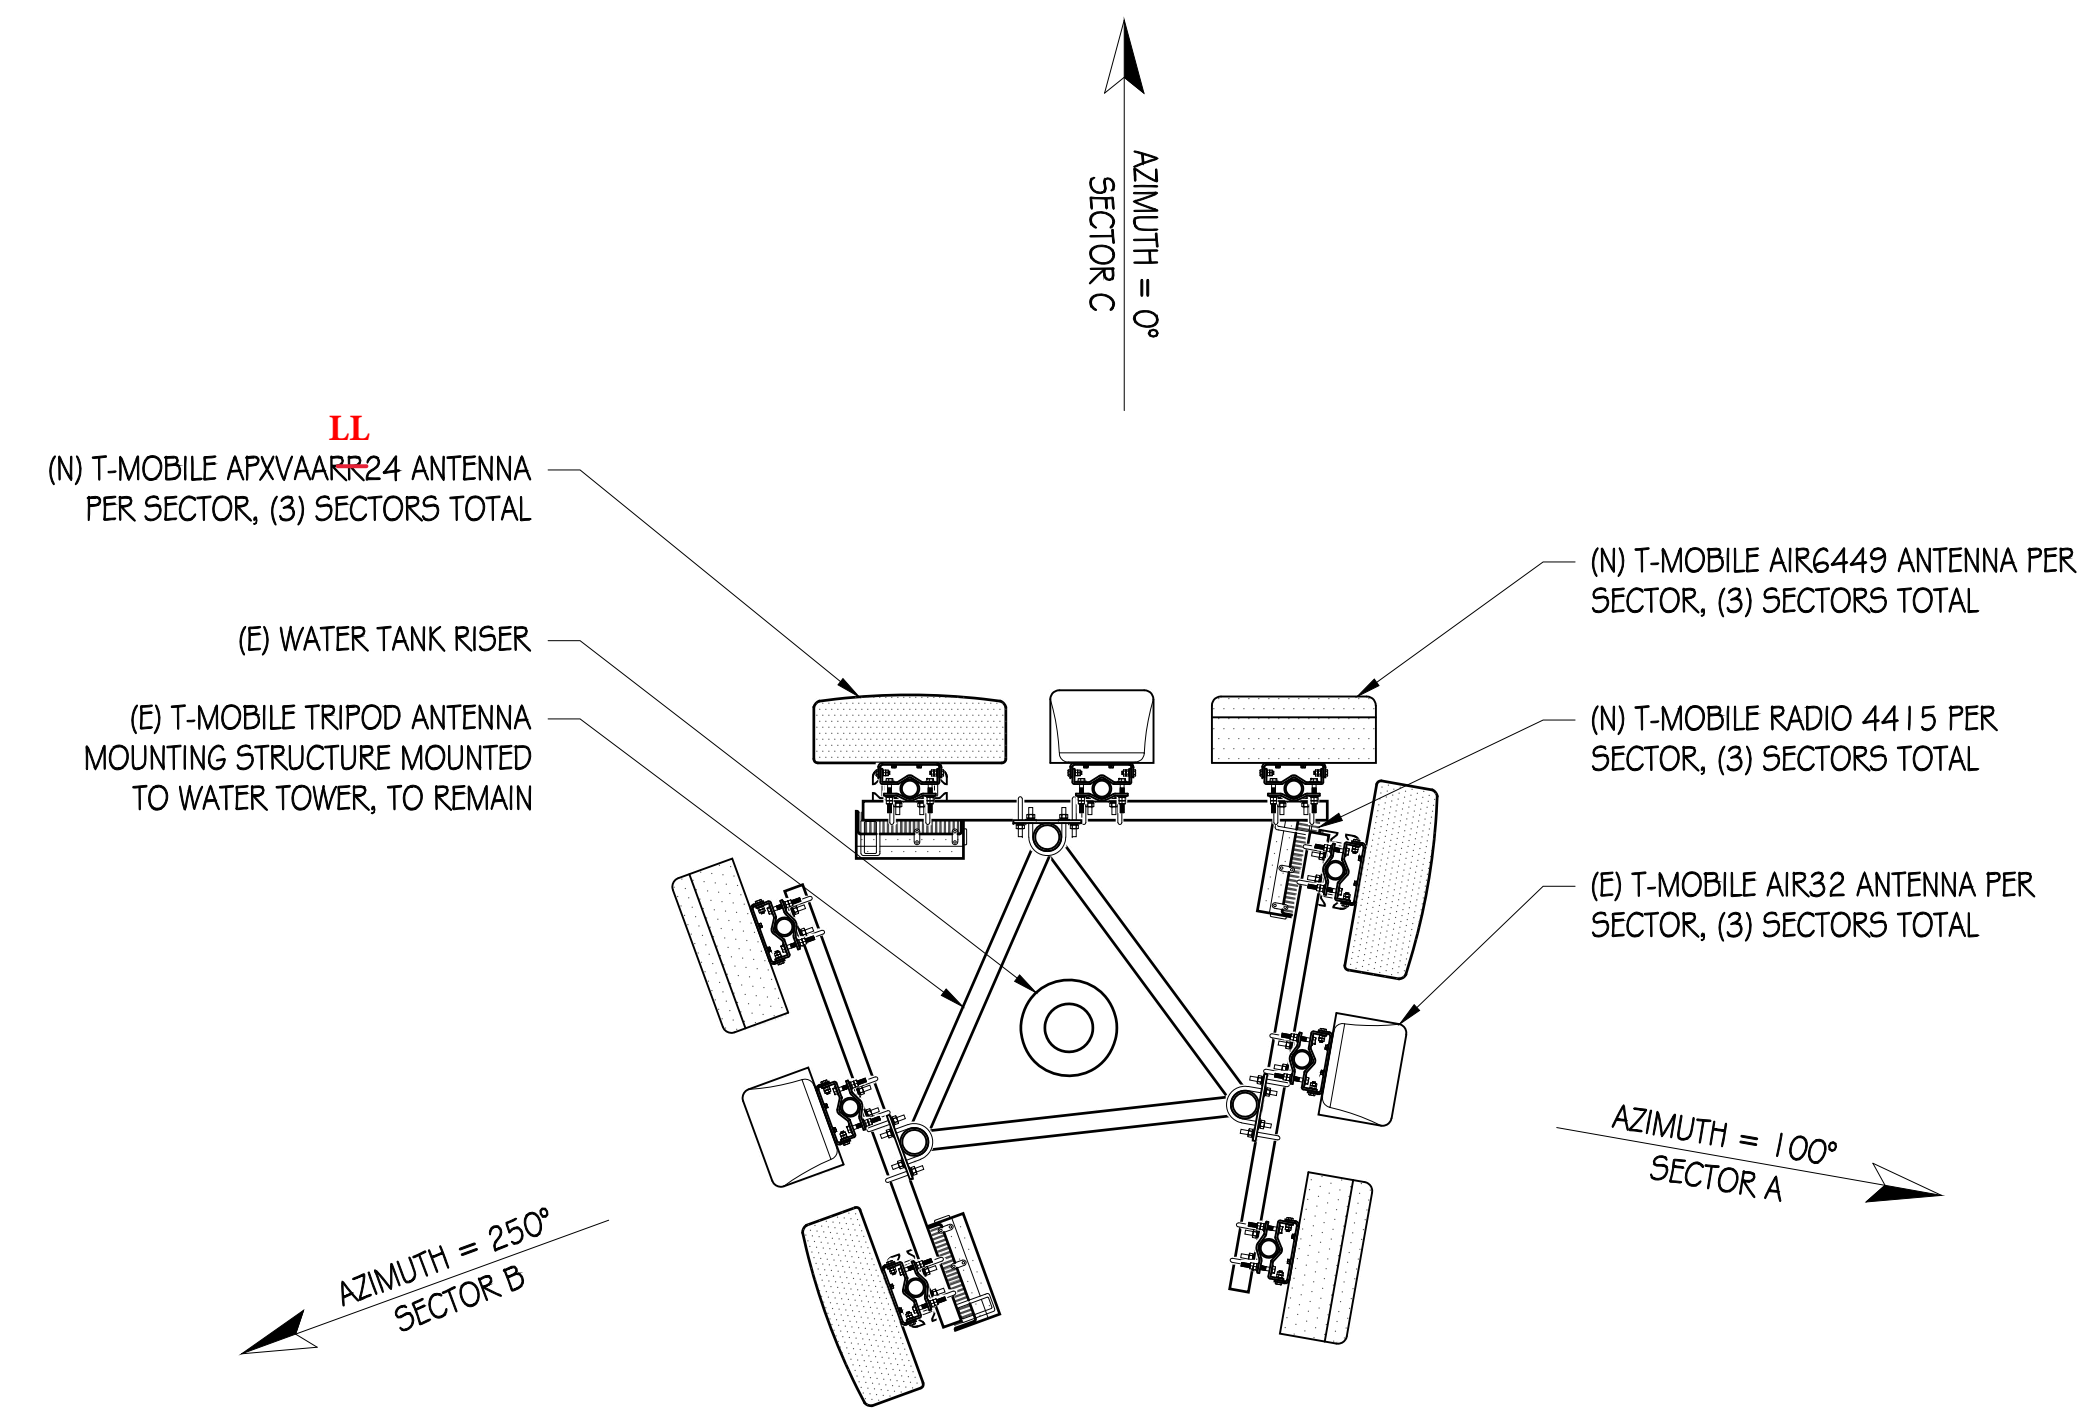 AZIMUTH = 0°
SECTOR C
LL
(N) T-MOBILE APXVAARR24 ANTENNA
PER SECTOR, (3) SECTORS TOTAL
(E) WATER TANK RISER
(E) T-MOBILE TRIPOD ANTENNA
MOUNTING STRUCTURE MOUNTED
TO WATER TOWER, TO REMAIN
(N) T-MOBILE AIR6449 ANTENNA PER
SECTOR, (3) SECTORS TOTAL
(N) T-MOBILE RADIO 4415 PER
SECTOR, (3) SECTORS TOTAL
(E) T-MOBILE AIR32 ANTENNA PER
SECTOR, (3) SECTORS TOTAL
AZIMUTH = 100°
SECTOR A
AZIMUTH = 250°
SECTOR B